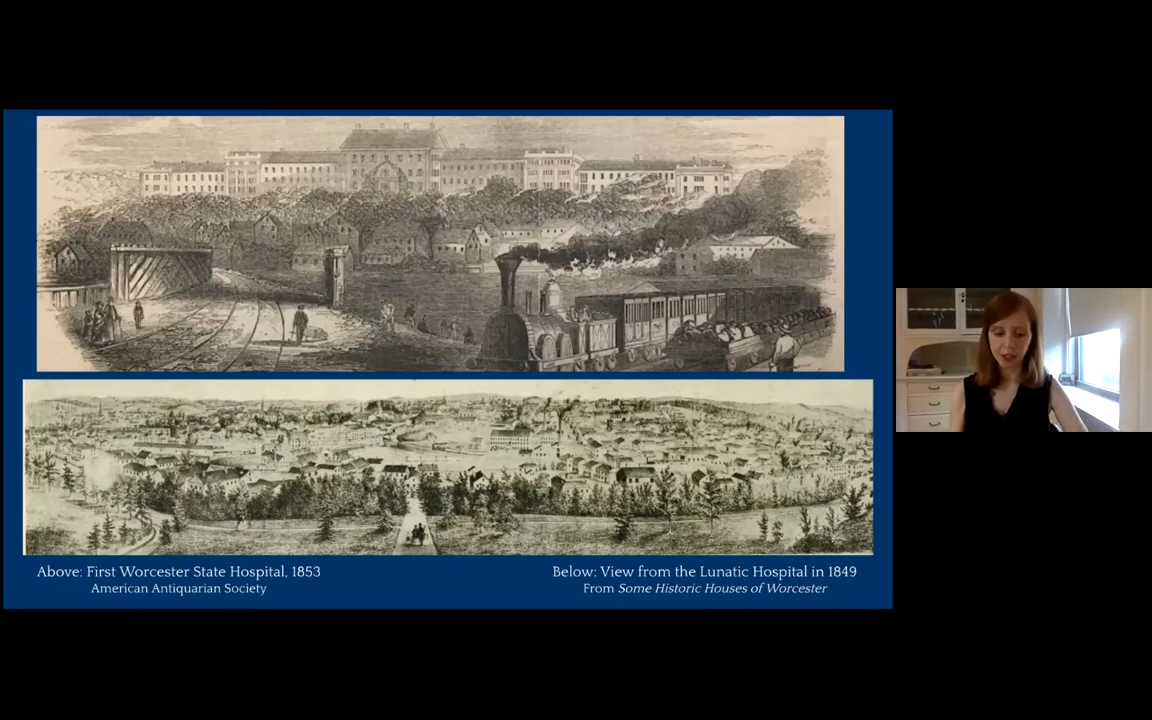 Above: First Worcester State Hospital, 1853
American Antiquarian Society
Below: View from the Lunatic Hospital in 1849
From Some Historic Houses of Worcester